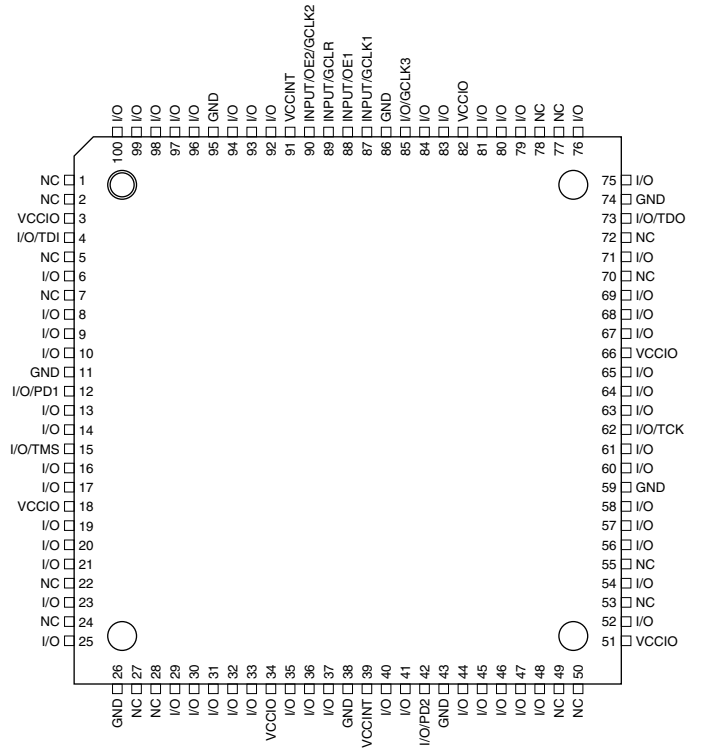 I/O
I/O
I/O
I/O
I/O
GND
I/O
I/O
I/O
VCCINT
INPUT/OE2/GCLK2
INPUT/GCLR
INPUT/OE1
INPUT/GCLK1
GND
I/O/GCLK3
I/O
I/O
VCCIO
I/O
I/O
I/O
NC
NC
I/O
100
99
98
97
96
95
94
93
92
91
90
89
88
87
86
85
84
83
82
81
80
79
78
77
76
NC 1
NC 2
VCCIO 3
I/O/TDI 4
NC 5
I/O 6
NC 7
I/O 8
I/O 9
I/O 10
GND 11
I/O/PD1 12
I/O 13
I/O 14
I/O/TMS 15
I/O 16
I/O 17
VCCIO 18
I/O 19
I/O 20
I/O 21
NC 22
I/O 23
NC 24
I/O 25
75 I/O
74 GND
73 I/O/TDO
72 NC
71 I/O
70 NC
69 I/O
68 I/O
67 I/O
66 VCCIO
65 I/O
64 I/O
63 I/O
62 I/O/TCK
61 I/O
60 I/O
59 GND
58 I/O
57 I/O
56 I/O
55 NC
54 I/O
53 NC
52 I/O
51 VCCIO
26
27
28
29
30
31
32
33
34
35
36
37
38
39
40
41
42
43
44
45
46
47
48
49
50
GND
NC
NC
I/O
I/O
I/O
I/O
I/O
VCCIO
I/O
I/O
I/O
GND
VCCINT
I/O
I/O
I/O/PD2
GND
I/O
I/O
I/O
I/O
I/O
NC
NC